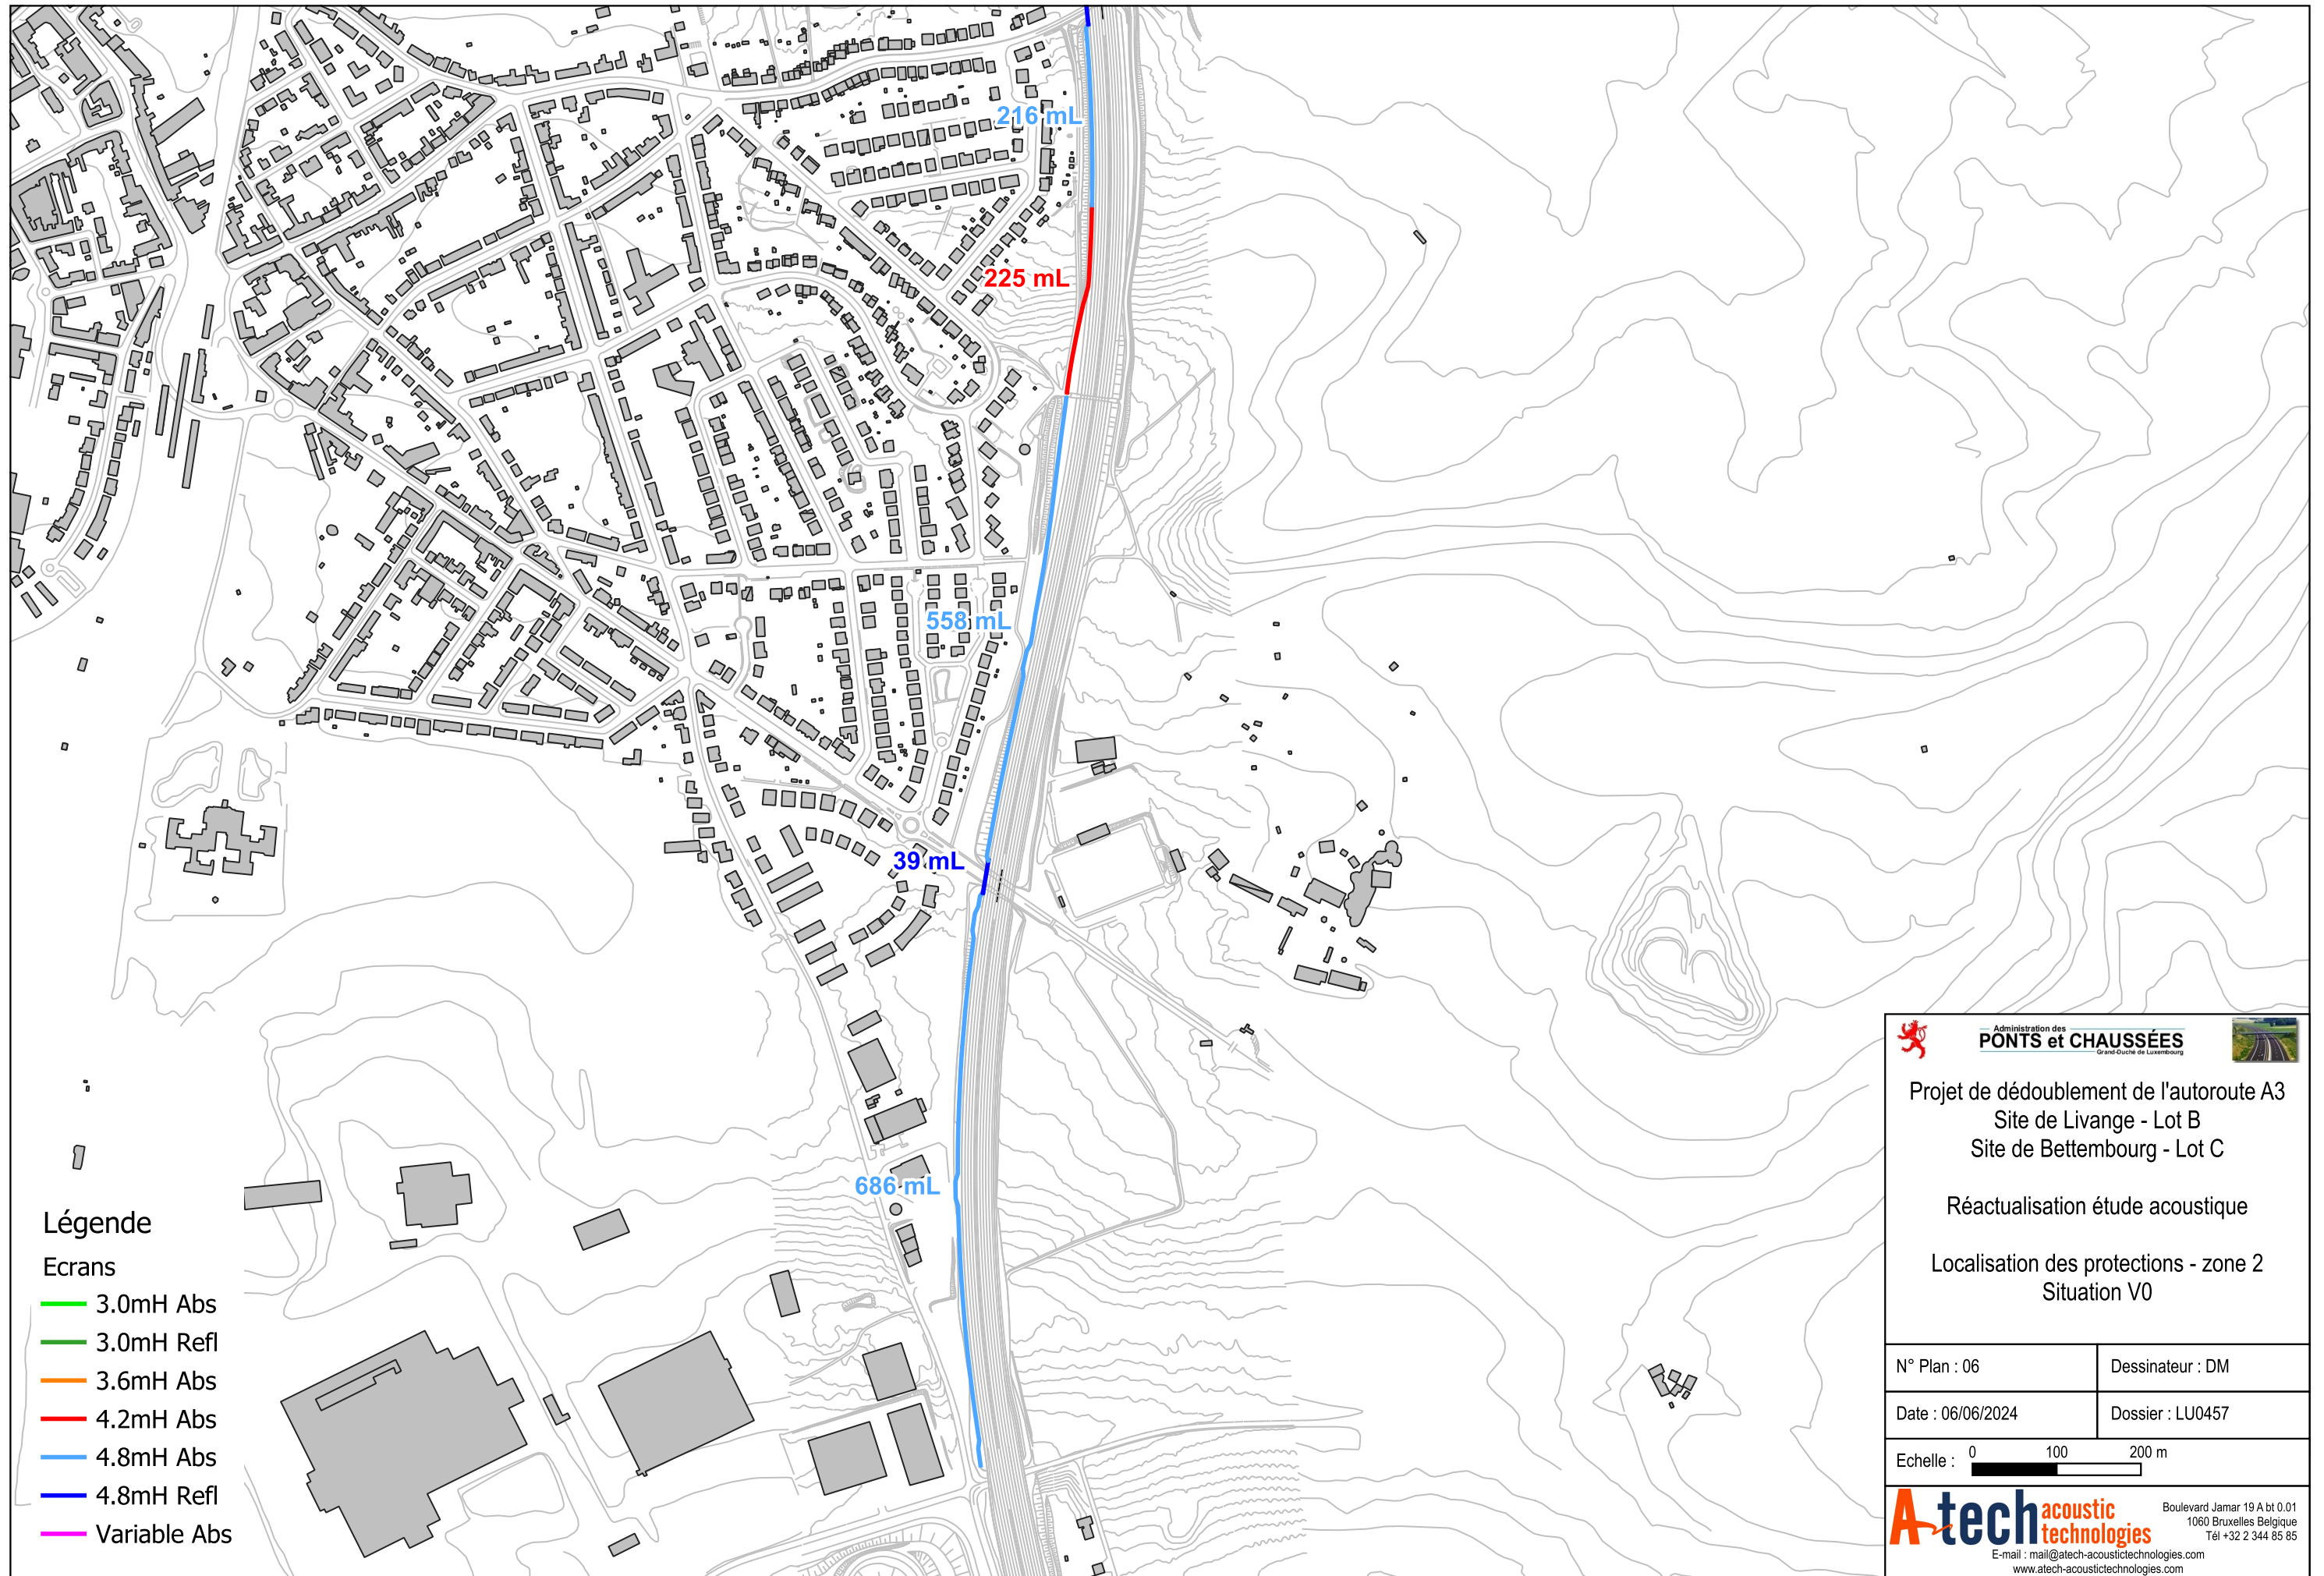 216 mL
225 mL
558 mL
39 mL
686 mL
Légende
Ecrans
3.0mH Abs
3.0mH Refl
3.6mH Abs
4.2mH Abs
4.8mH Abs
4.8mH Refl
Variable Abs
Administration des
PONTS et CHAUSSÉES
Grand-Duché de Luxembourg
Projet de dédoublement de l'autoroute A3
Site de Livange - Lot B
Site de Bettembourg - Lot C
Réactualisation étude acoustique
Localisation des protections - zone 2
Situation V0
N° Plan : 06
Dessinateur : DM
Date : 06/06/2024
Dossier : LU0457
Echelle :
0 100 200 m
A-tech acoustic technologies
Boulevard Jamar 19 A bt 0.01
1060 Bruxelles Belgique
Tél +32 2 344 85 85
E-mail : mail@atech-acoustictechnologies.com
www.atech-acoustictechnologies.com